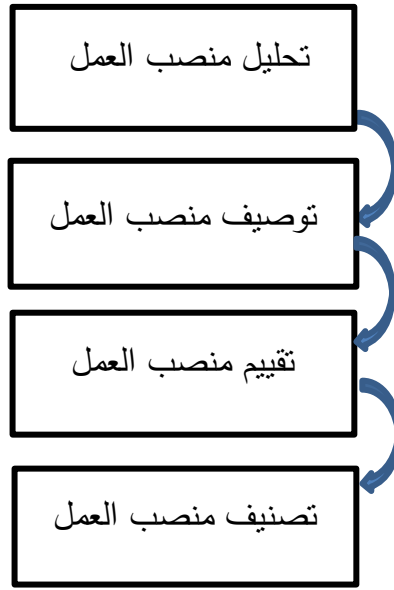 تحليل منصب العمل
توصيف منصب العمل
تقييم منصب العمل
تصنيف منصب العمل